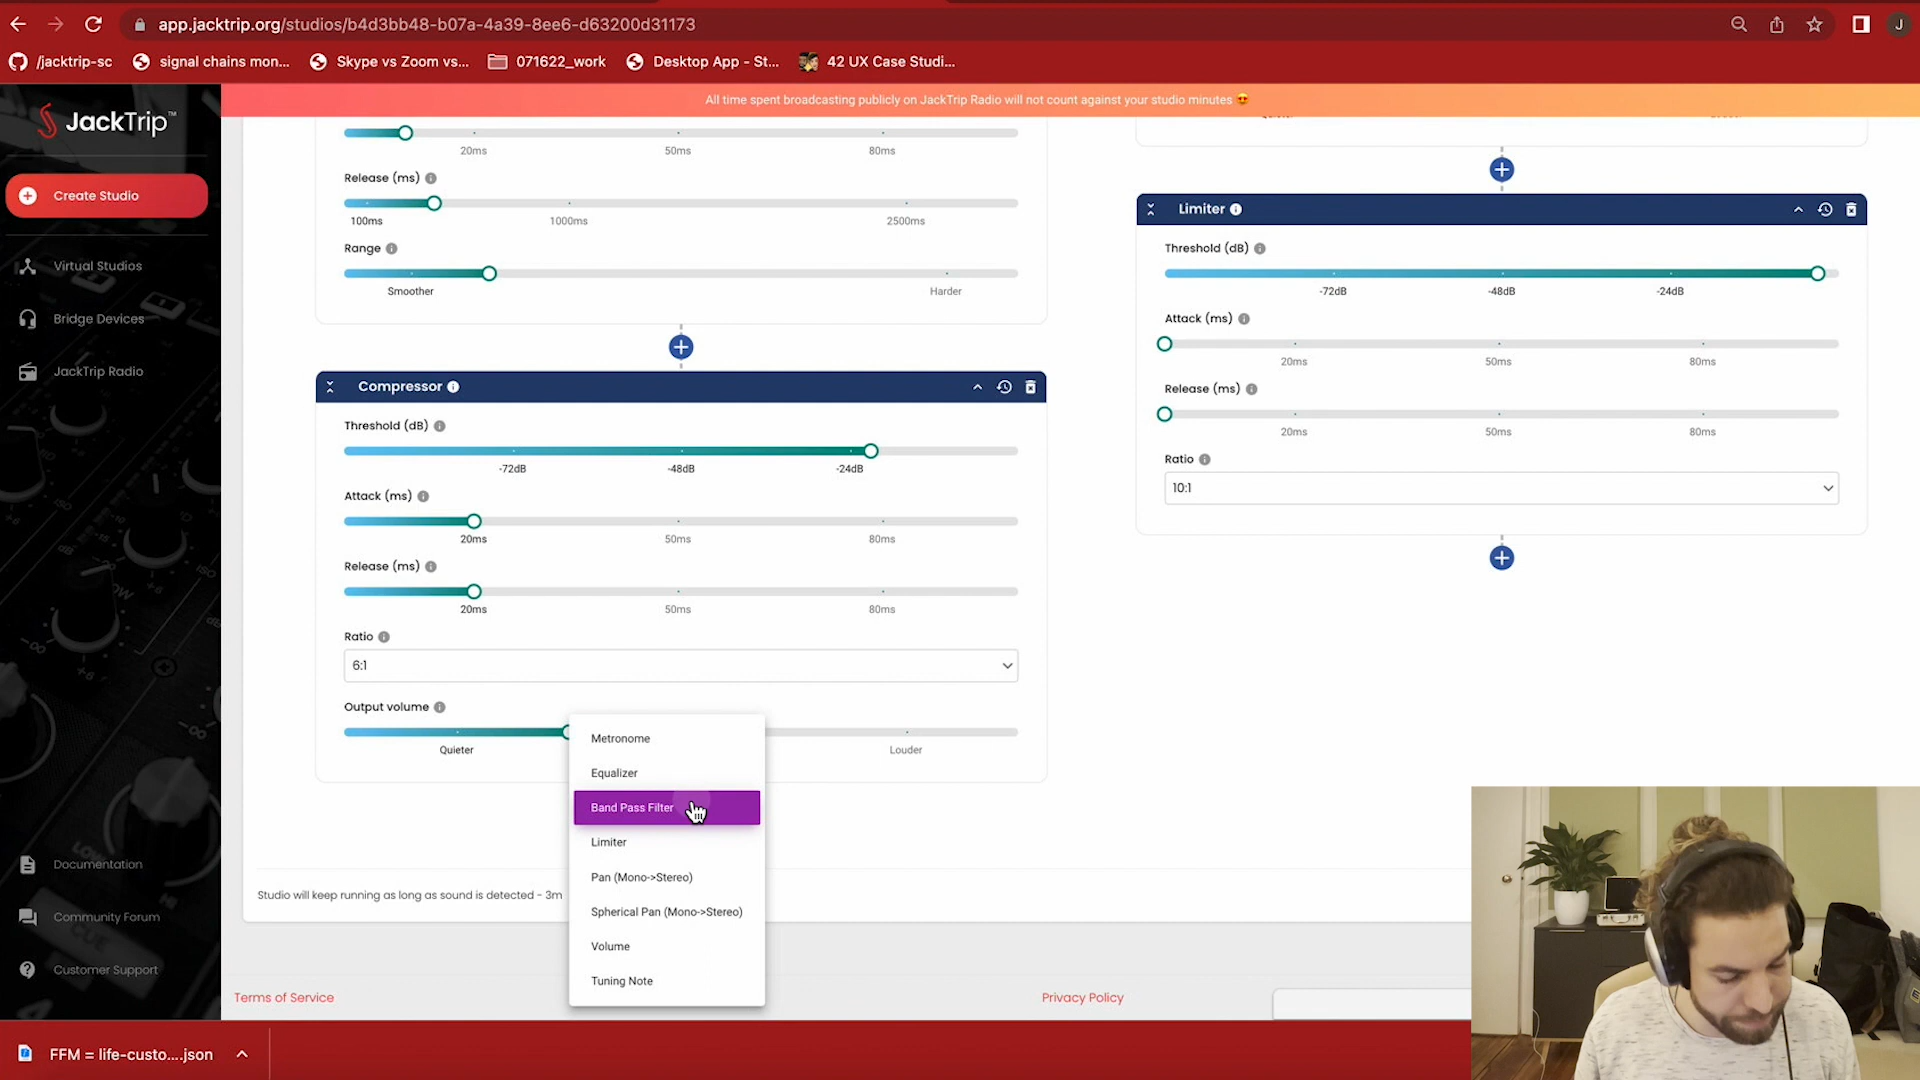 app.jacktrip.org/studios/b4d3bb48-b07a-4a39-8ee6-d63200d31173
J
/jacktrip-sc
signal chains mon...
Skype vs Zoom vs...
071622_work
Desktop App - St...
42 UX Case Studi...
JackTrip™
All time spent broadcasting publicly on JackTrip Radio will not count against your studio minutes
Create Studio
Virtual Studios
Bridge Devices
JackTrip Radio
Documentation
Community Forum
Customer Support
20ms 50ms 80ms
Release (ms)
100ms 1000ms 2500ms
Range
Smoother Harder
Compressor
Threshold (dB)
-72dB -48dB -24dB
Attack (ms)
20ms 50ms 80ms
Release (ms)
20ms 50ms 80ms
Ratio
6:1
Output volume
Quieter Louder
Metronome
Equalizer
Band Pass Filter
Limiter
Pan (Mono->Stereo)
Spherical Pan (Mono->Stereo)
Volume
Tuning Note
Limiter
Threshold (dB)
-72dB -48dB -24dB
Attack (ms)
20ms 50ms 80ms
Release (ms)
20ms 50ms 80ms
Ratio
10:1
Studio will keep running as long as sound is detected - 3m
Terms of Service
Privacy Policy
FFM = life-custo....json